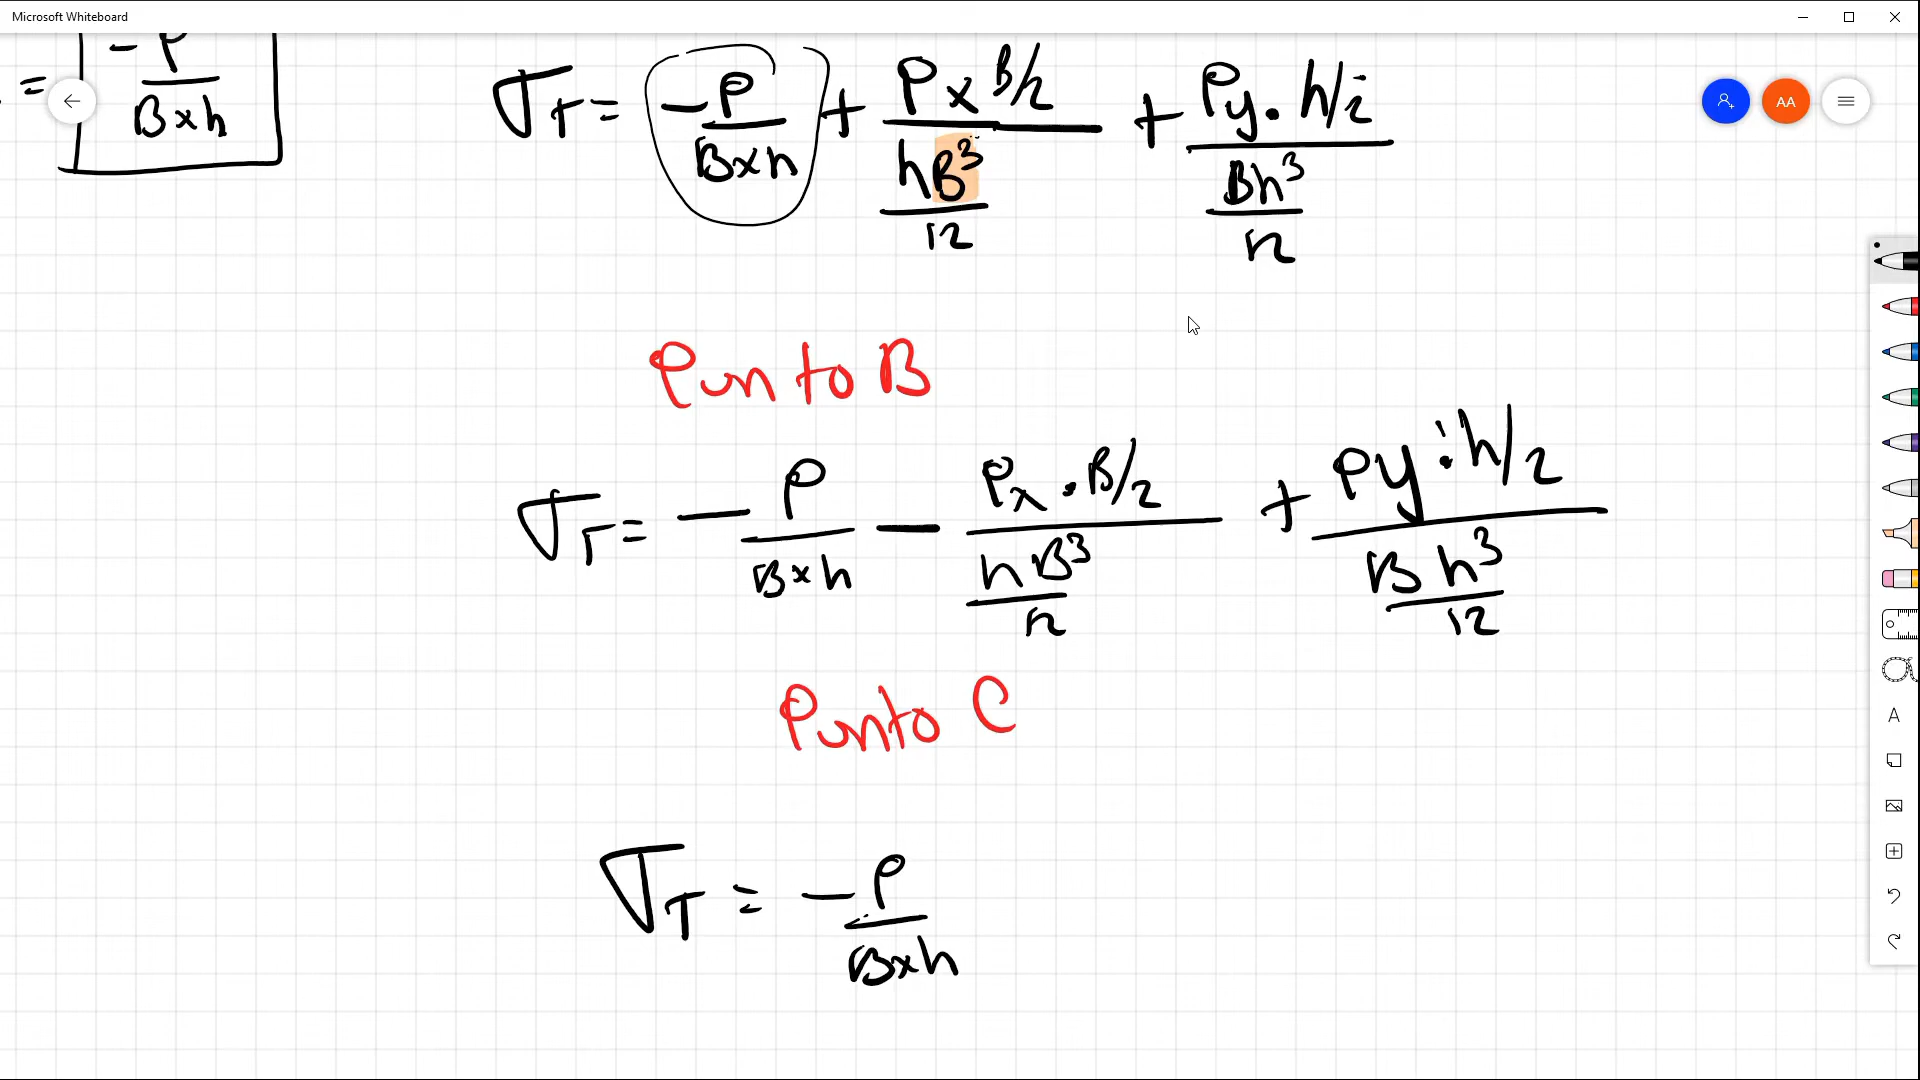 Microsoft Whiteboard
= -P / B×h
σT = -P / B×h + Px B/2 / hB³/12 + Py · h/2 / Bh³/12
AA
Punto B
σT = - P / B×h - Px · B/2 / hB³/12 + Py · h/2 / Bh³/12
Punto C
A
σT = -P / B×h